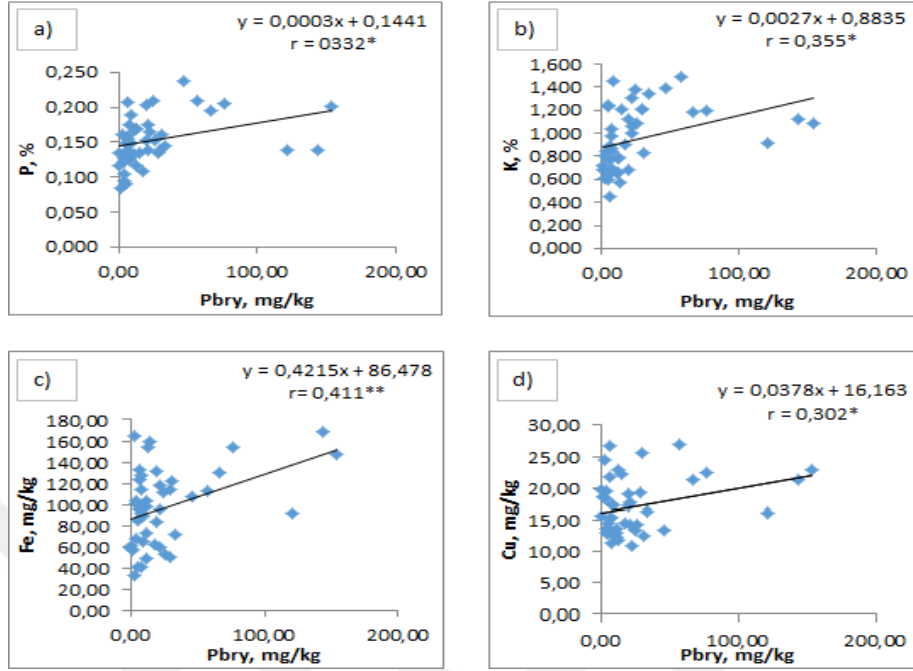 a)
y = 0,0003x + 0,1441
r = 0332*
P, %
0,250
0,200
0,150
0,100
0,050
0,000
0,00 100,00 200,00
Pbry, mg/kg
b)
y = 0,0027x + 0,8835
r = 0,355*
K, %
1,600
1,400
1,200
1,000
0,800
0,600
0,400
0,200
0,000
0,00 100,00 200,00
Pbry, mg/kg
c)
y = 0,4215x + 86,478
r= 0,411**
Fe, mg/kg
180,00
160,00
140,00
120,00
100,00
80,00
60,00
40,00
20,00
0,00
0,00 100,00 200,00
Pbry, mg/kg
d)
y = 0,0378x + 16,163
r = 0,302*
Cu, mg/kg
30,00
25,00
20,00
15,00
10,00
5,00
0,00
0,00 100,00 200,00
Pbry, mg/kg